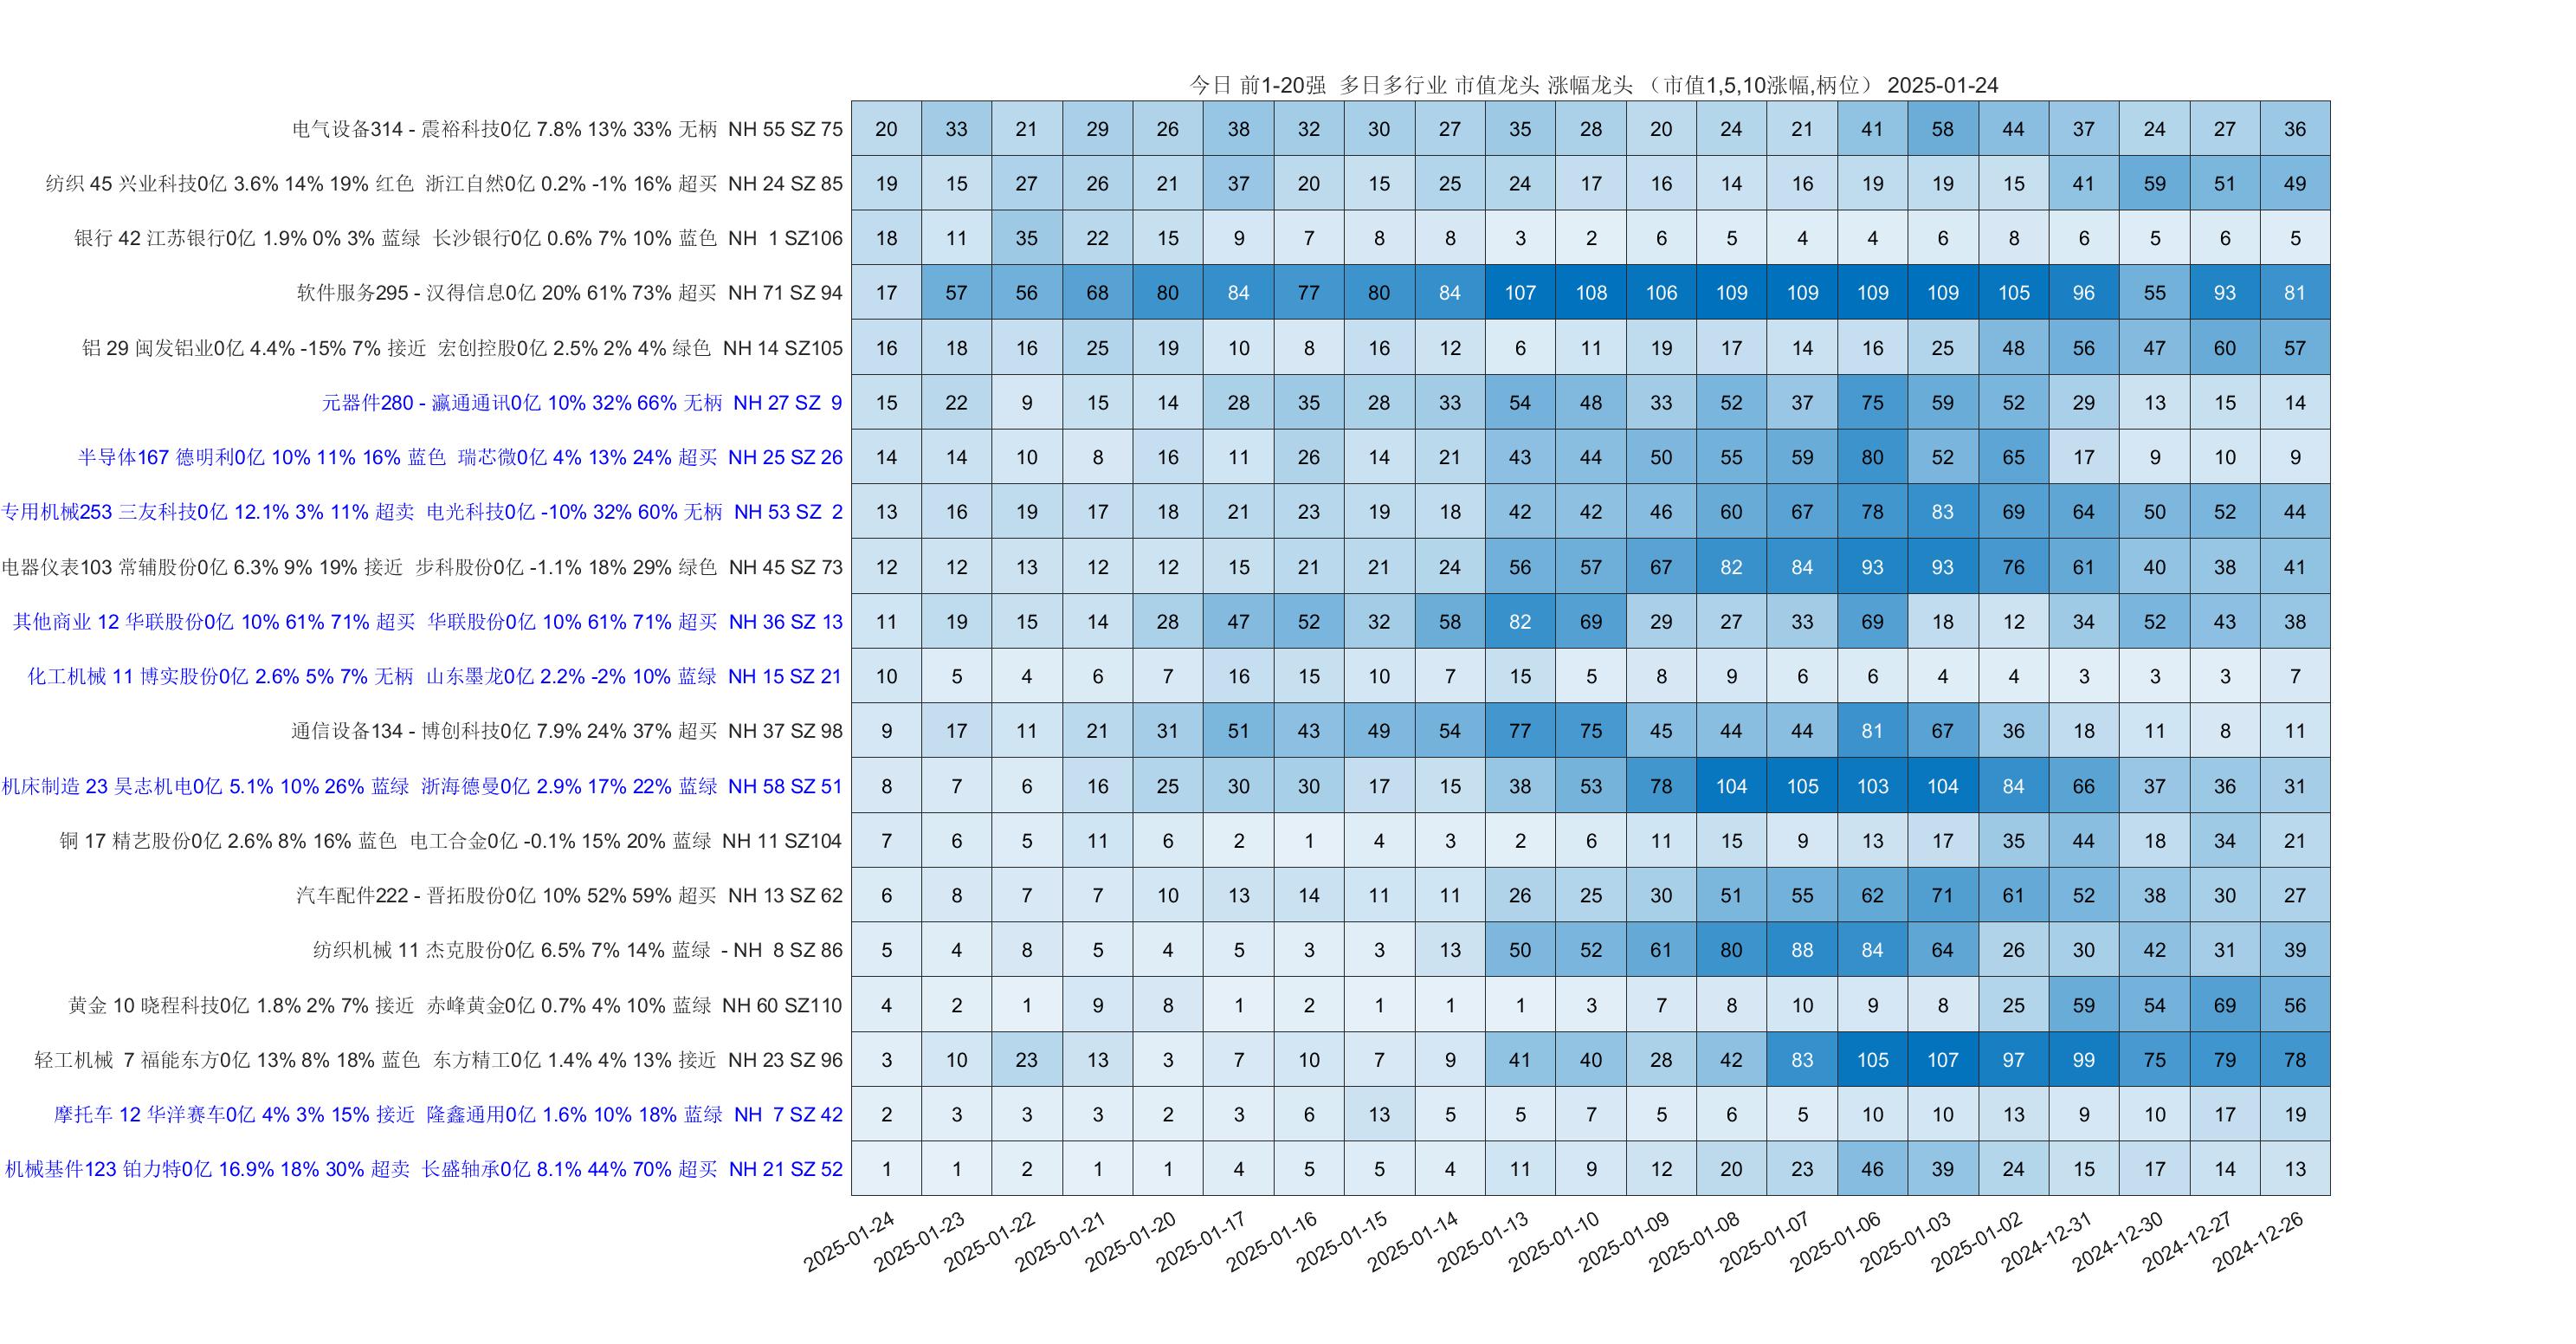 今日 前1-20强 多日多行业 市值龙头 涨幅龙头 （市值1,5,10涨幅,柄位） 2025-01-24
电气设备314 - 震裕科技0亿 7.8% 13% 33% 无柄 NH 55 SZ 75 20 33 21 29 26 38 32 30 27 35 28 20 24 21 41 58 44 37 24 27 36
纺织 45 兴业科技0亿 3.6% 14% 19% 红色 浙江自然0亿 0.2% -1% 16% 超买 NH 24 SZ 85 19 15 27 26 21 37 20 15 25 24 17 16 14 16 19 19 15 41 59 51 49
银行 42 江苏银行0亿 1.9% 0% 3% 蓝绿 长沙银行0亿 0.6% 7% 10% 蓝色 NH 1 SZ106 18 11 35 22 15 9 7 8 8 3 2 6 5 4 4 6 8 6 5 6 5
软件服务295 - 汉得信息0亿 20% 61% 73% 超买 NH 71 SZ 94 17 57 56 68 80 84 77 80 84 107 108 106 109 109 109 109 105 96 55 93 81
铝 29 闽发铝业0亿 4.4% -15% 7% 接近 宏创控股0亿 2.5% 2% 4% 绿色 NH 14 SZ105 16 18 16 25 19 10 8 16 12 6 11 19 17 14 16 25 48 56 47 60 57
元器件280 - 瀛通通讯0亿 10% 32% 66% 无柄 NH 27 SZ 9 15 22 9 15 14 28 35 28 33 54 48 33 52 37 75 59 52 29 13 15 14
半导体167 德明利0亿 10% 11% 16% 蓝色 瑞芯微0亿 4% 13% 24% 超买 NH 25 SZ 26 14 14 10 8 16 11 26 14 21 43 44 50 55 59 80 52 65 17 9 10 9
专用机械253 三友科技0亿 12.1% 3% 11% 超卖 电光科技0亿 -10% 32% 60% 无柄 NH 53 SZ 2 13 16 19 17 18 21 23 19 18 42 42 46 60 67 78 83 69 64 50 52 44
电器仪表103 常辅股份0亿 6.3% 9% 19% 接近 步科股份0亿 -1.1% 18% 29% 绿色 NH 45 SZ 73 12 12 13 12 12 15 21 21 24 56 57 67 82 84 93 93 76 61 40 38 41
其他商业 12 华联股份0亿 10% 61% 71% 超买 华联股份0亿 10% 61% 71% 超买 NH 36 SZ 13 11 19 15 14 28 47 52 32 58 82 69 29 27 33 69 18 12 34 52 43 38
化工机械 11 博实股份0亿 2.6% 5% 7% 无柄 山东墨龙0亿 2.2% -2% 10% 蓝绿 NH 15 SZ 21 10 5 4 6 7 16 15 10 7 15 5 8 9 6 6 4 4 3 3 3 7
通信设备134 - 博创科技0亿 7.9% 24% 37% 超买 NH 37 SZ 98 9 17 11 21 31 51 43 49 54 77 75 45 44 44 81 67 36 18 11 8 11
机床制造 23 昊志机电0亿 5.1% 10% 26% 蓝绿 浙海德曼0亿 2.9% 17% 22% 蓝绿 NH 58 SZ 51 8 7 6 16 25 30 30 17 15 38 53 78 104 105 103 104 84 66 37 36 31
铜 17 精艺股份0亿 2.6% 8% 16% 蓝色 电工合金0亿 -0.1% 15% 20% 蓝绿 NH 11 SZ104 7 6 5 11 6 2 1 4 3 2 6 11 15 9 13 17 35 44 18 34 21
汽车配件222 - 晋拓股份0亿 10% 52% 59% 超买 NH 13 SZ 62 6 8 7 7 10 13 14 11 11 26 25 30 51 55 62 71 61 52 38 30 27
纺织机械 11 杰克股份0亿 6.5% 7% 14% 蓝绿 - NH 8 SZ 86 5 4 8 5 4 5 3 3 13 50 52 61 80 88 84 64 26 30 42 31 39
黄金 10 晓程科技0亿 1.8% 2% 7% 接近 赤峰黄金0亿 0.7% 4% 10% 蓝绿 NH 60 SZ110 4 2 1 9 8 1 2 1 1 1 3 7 8 10 9 8 25 59 54 69 56
轻工机械 7 福能东方0亿 13% 8% 18% 蓝色 东方精工0亿 1.4% 4% 13% 接近 NH 23 SZ 96 3 10 23 13 3 7 10 7 9 41 40 28 42 83 105 107 97 99 75 79 78
摩托车 12 华洋赛车0亿 4% 3% 15% 接近 隆鑫通用0亿 1.6% 10% 18% 蓝绿 NH 7 SZ 42 2 3 3 3 2 3 6 13 5 5 7 5 6 5 10 10 13 9 10 17 19
机械基件123 铂力特0亿 16.9% 18% 30% 超卖 长盛轴承0亿 8.1% 44% 70% 超买 NH 21 SZ 52 1 1 2 1 1 4 5 5 4 11 9 12 20 23 46 39 24 15 17 14 13
2025-01-24 2025-01-23 2025-01-22 2025-01-21 2025-01-20 2025-01-17 2025-01-16 2025-01-15 2025-01-14 2025-01-13 2025-01-10 2025-01-09 2025-01-08 2025-01-07 2025-01-06 2025-01-03 2025-01-02 2024-12-31 2024-12-30 2024-12-27 2024-12-26